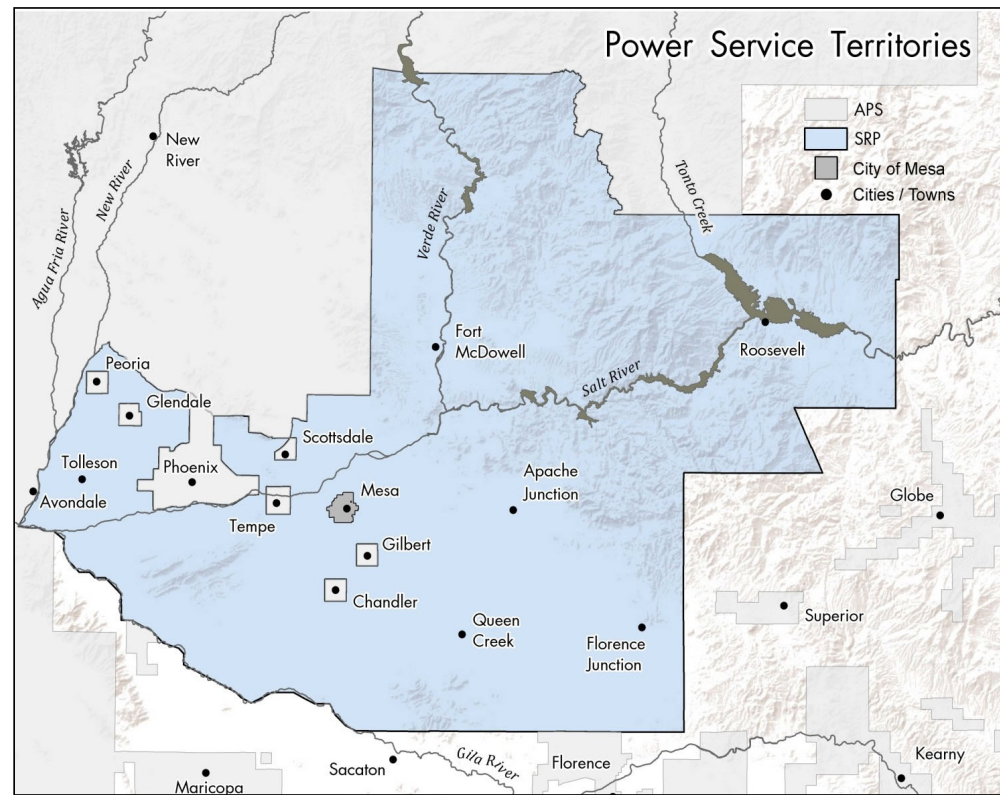 Power Service Territories
APS
SRP
City of Mesa
Cities / Towns
New
River
New River
Agua Fria River
Verde River
Tonto Creek
Fort
McDowell
Roosevelt
Salt River
Peoria
Glendale
Scottsdale
Tolleson
Phoenix
Avondale
Tempe
Mesa
Apache
Junction
Globe
Gilbert
Chandler
Queen
Creek
Florence
Junction
Superior
Gila River
Sacaton
Florence
Kearny
Maricopa